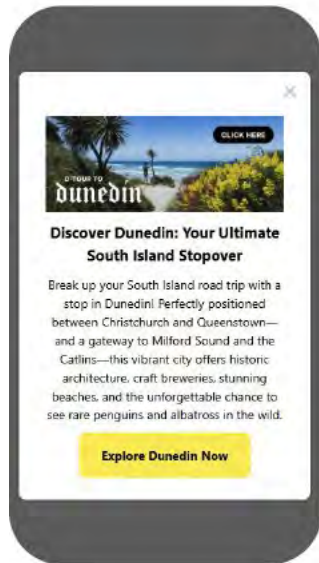 CLICK HERE
D-TOUR TO
dunedin
Discover Dunedin: Your Ultimate
South Island Stopover
Break up your South Island road trip with a
stop in Dunedin! Perfectly positioned
between Christchurch and Queenstown—
and a gateway to Milford Sound and the
Catlins—this vibrant city offers historic
architecture, craft breweries, stunning
beaches, and the unforgettable chance to
see rare penguins and albatross in the wild.
Explore Dunedin Now